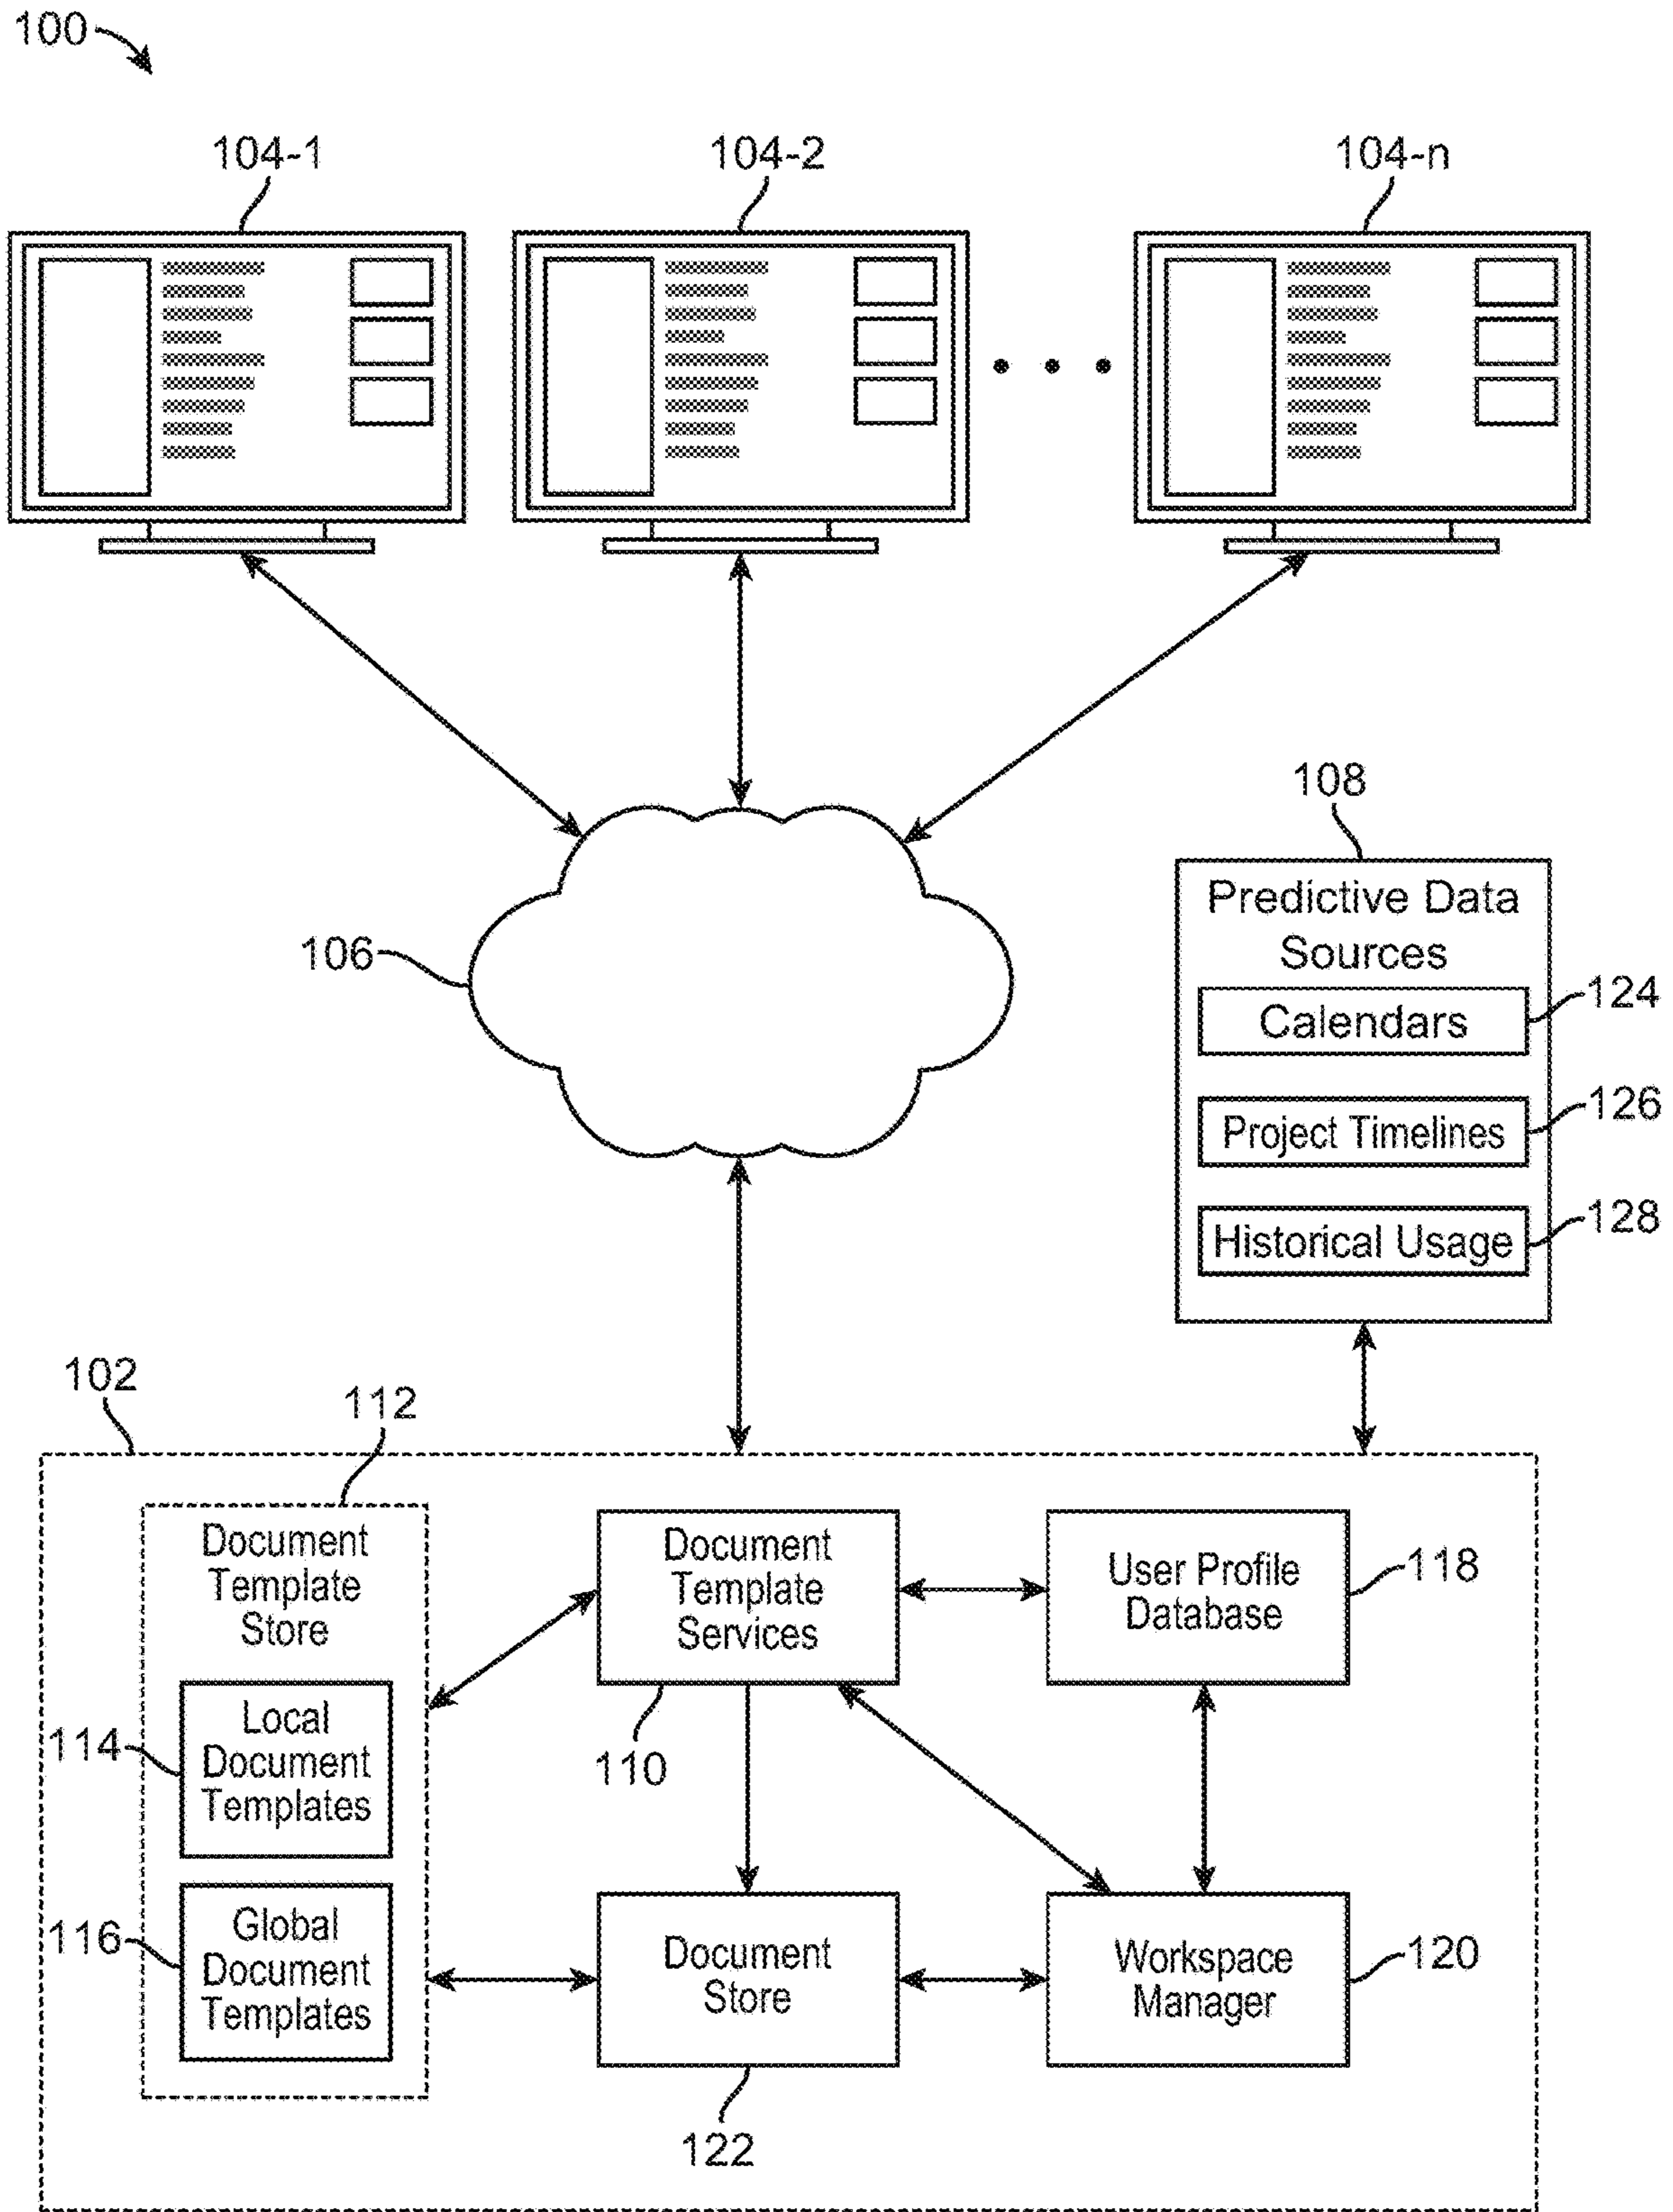 100
104-1
104-2
104-n
108
Predictive Data
Sources
106
124
Calendars
126
Project Timelines
128
Historical Usage
102
112
Document
Template
Store
Document
Template
Services
User Profile
Database
118
114
Local
Document
Templates
110
116
Global
Document
Templates
Document
Store
Workspace
Manager
120
122